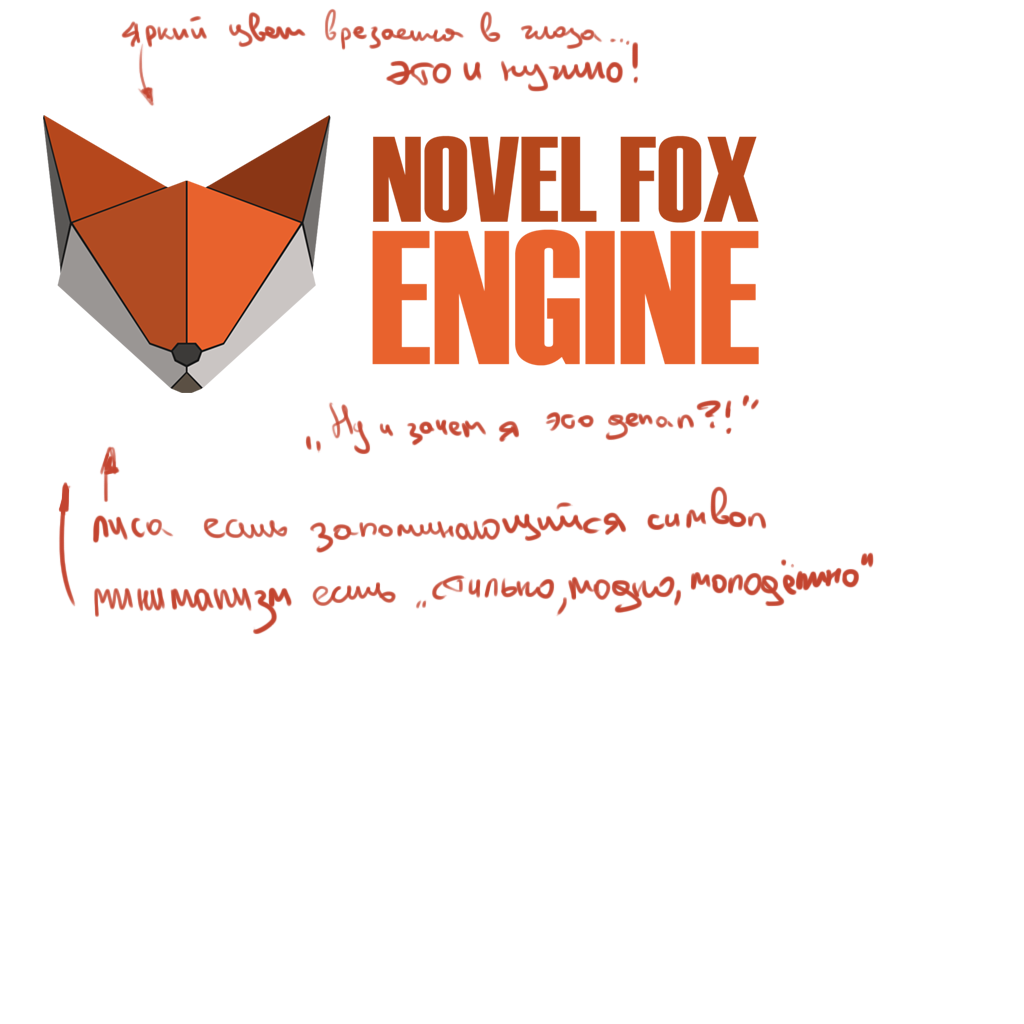 яркий цвет врезается в глаза...
это и нужно!
NOVEL FOX
ENGINE
„Ну и зачем я это делал?!"
лиса есть запоминающийся символ
минимализм есть „стильно, модно, молодёжно"